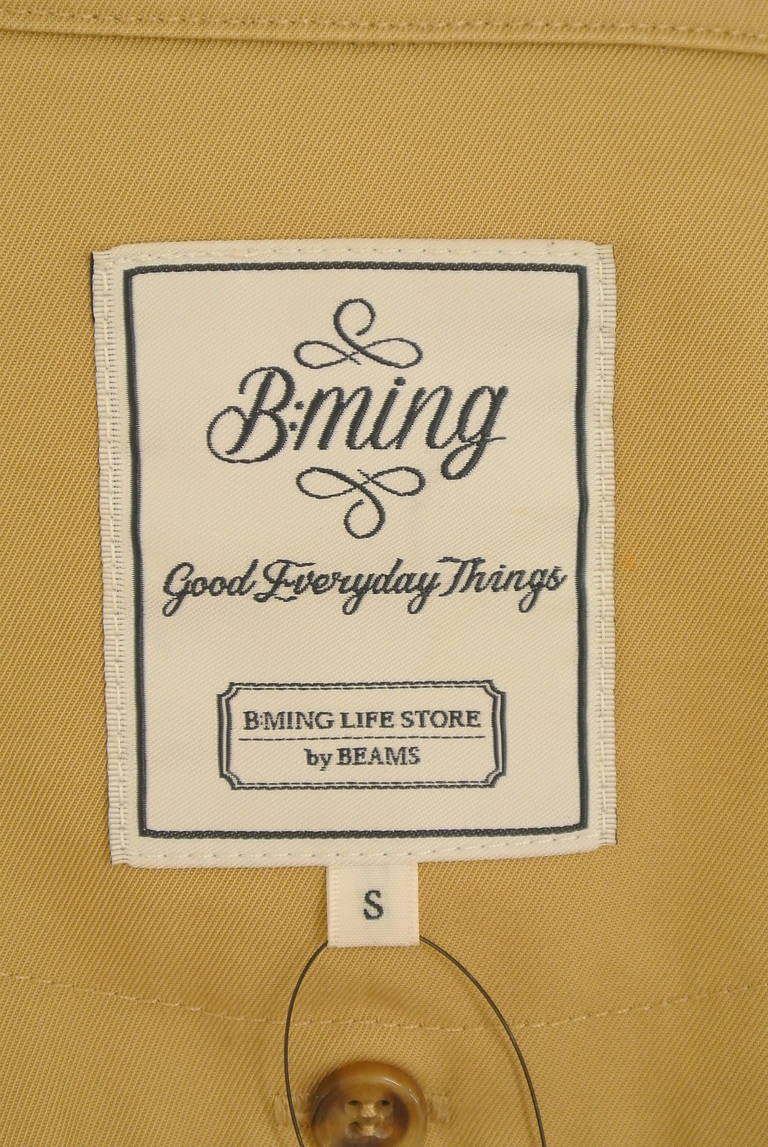 B:ming
Good Everyday Things
B:MING LIFE STORE
by BEAMS
S